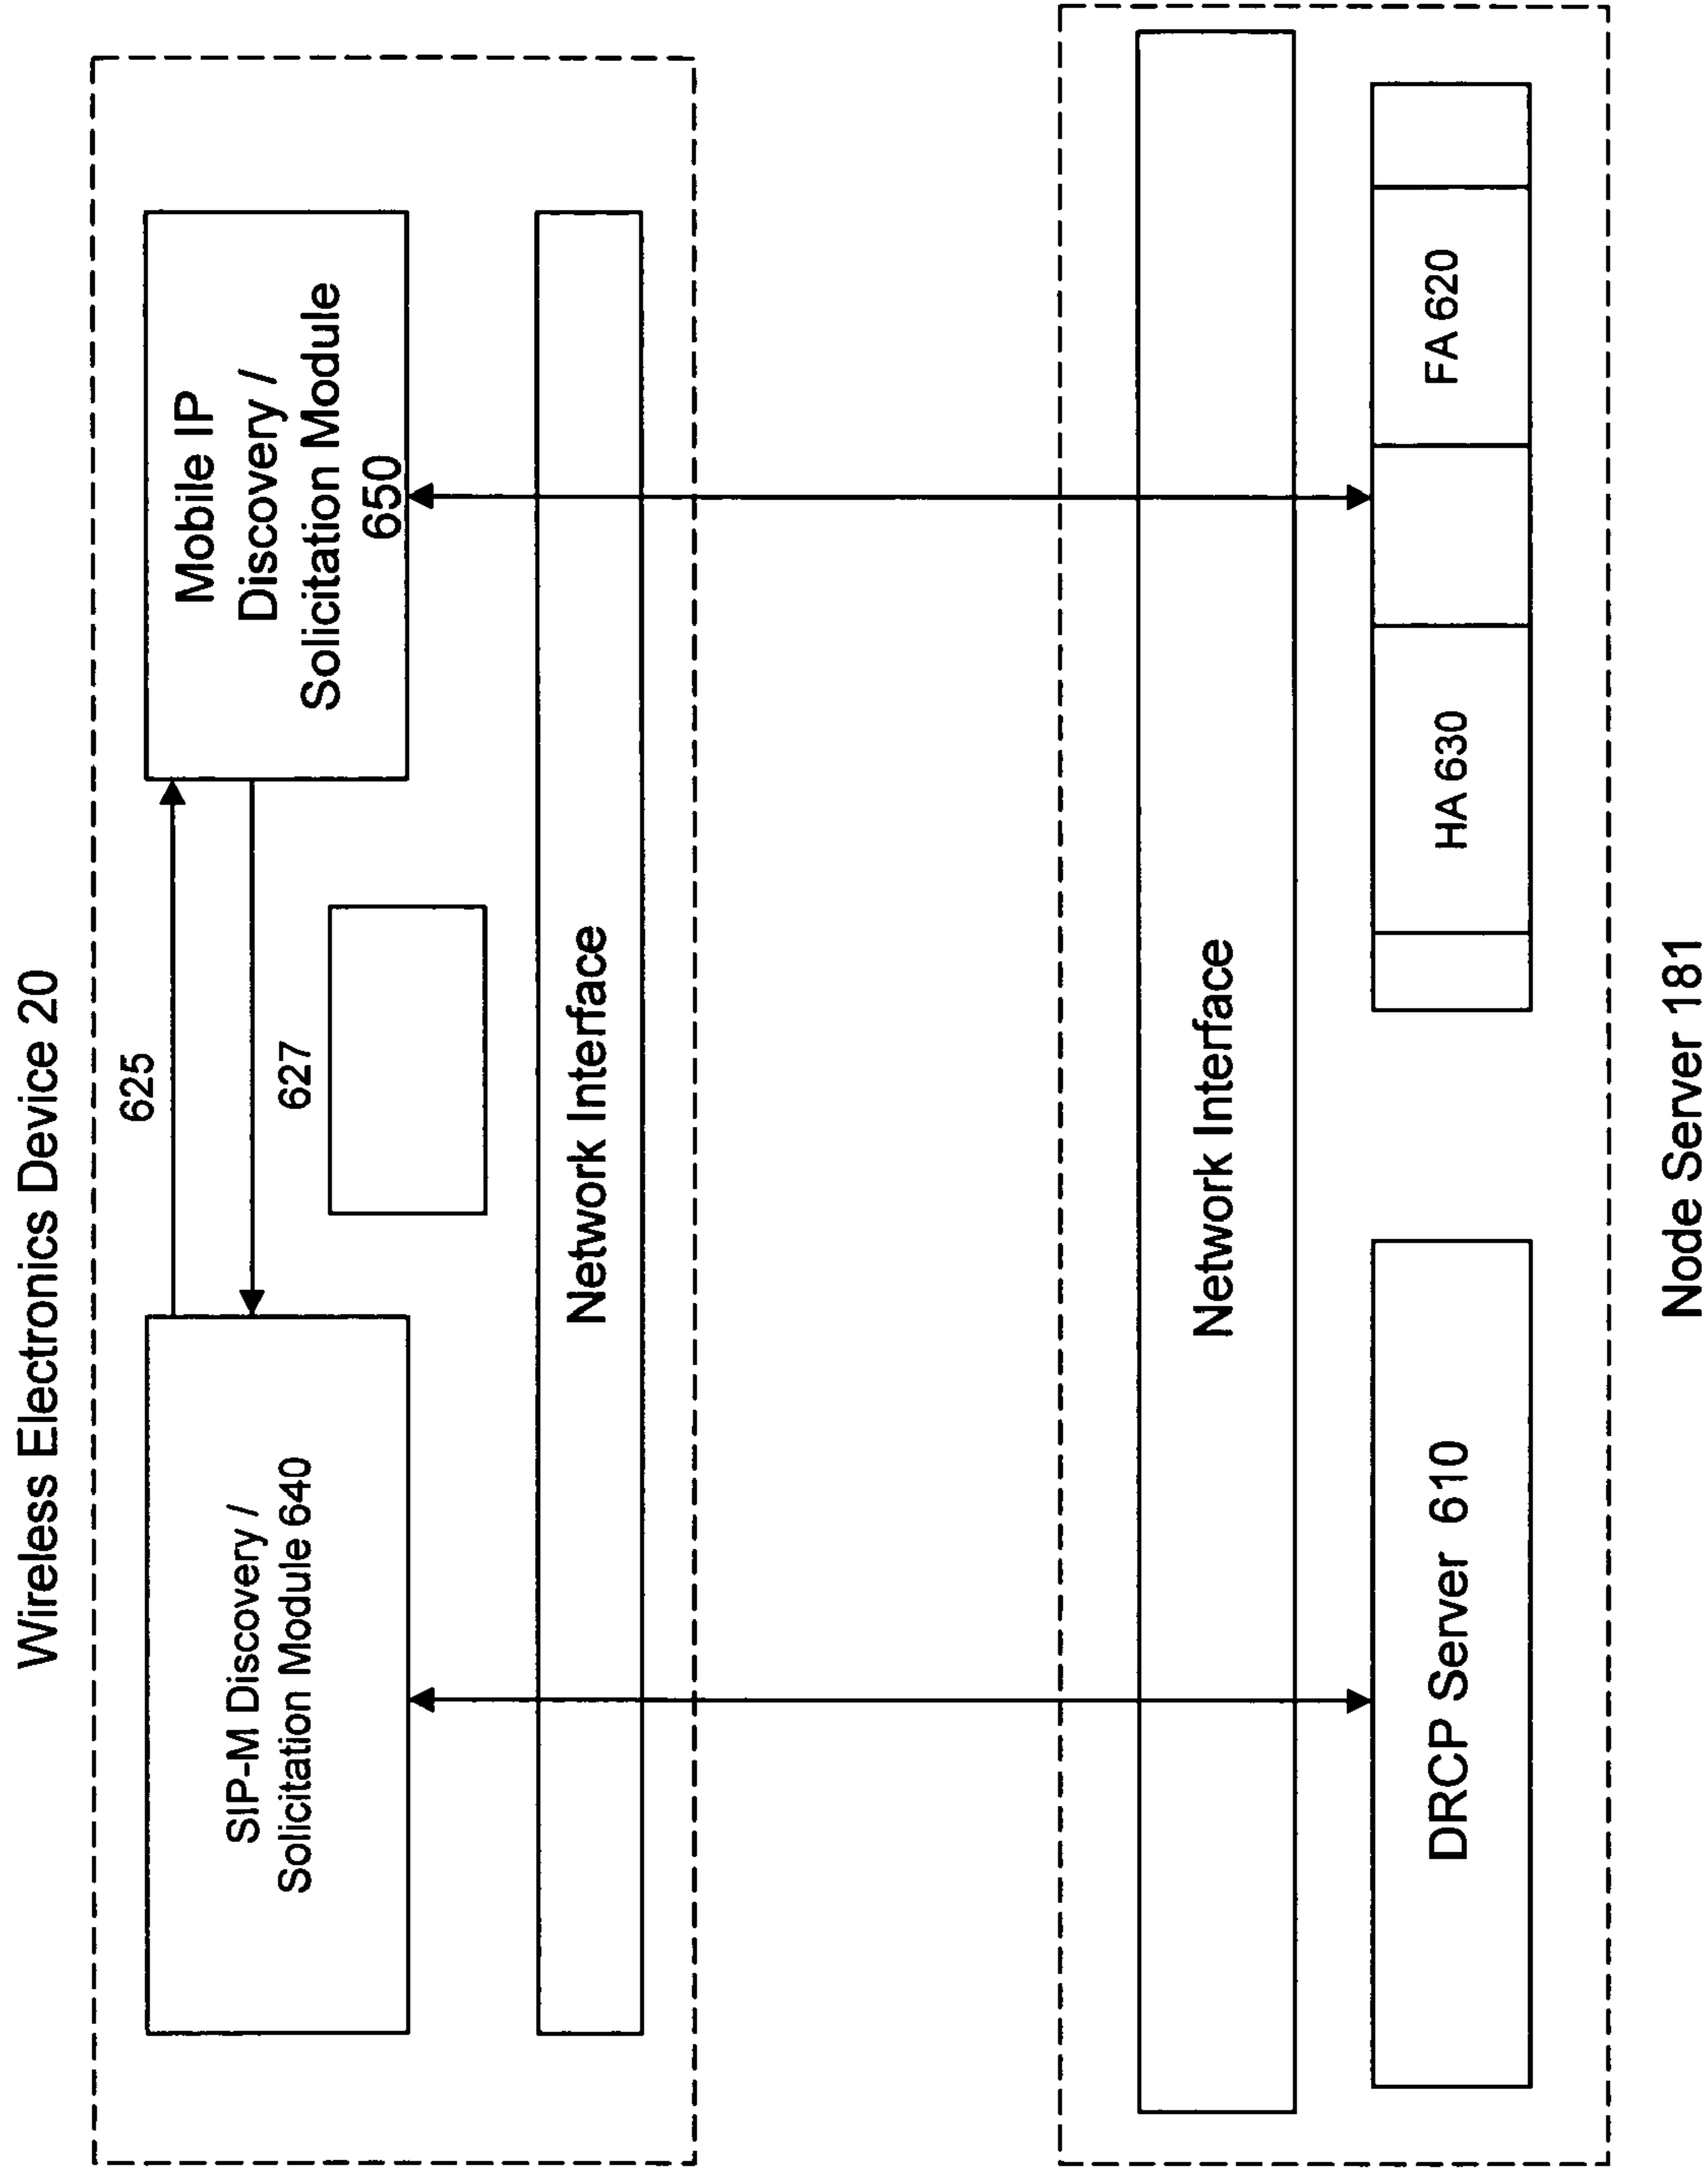 Wireless Electronics Device 20
SIP-M Discovery /
Solicitation Module 640
625
627
Mobile IP
Discovery /
Solicitation Module
650
Network Interface
Network Interface
DRCP Server 610
HA 630
FA 620
Node Server 181